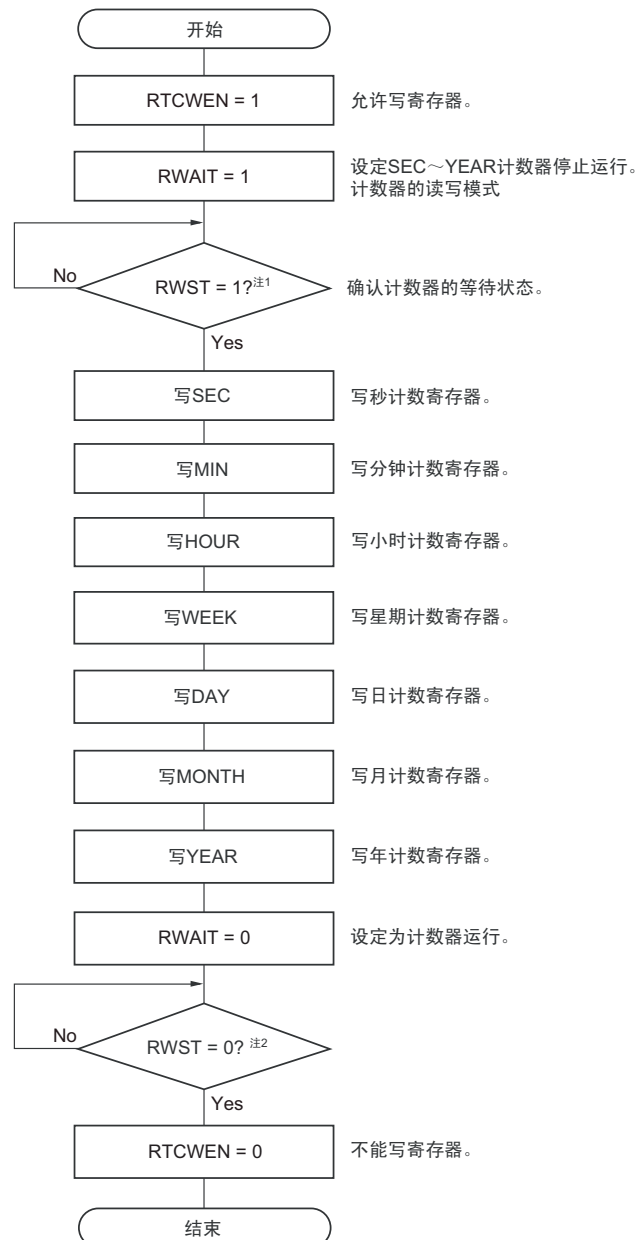 开始
RTCWEN = 1
允许写寄存器。
RWAIT = 1
设定SEC～YEAR计数器停止运行。
计数器的读写模式
No
RWST = 1?注1
确认计数器的等待状态。
Yes
写SEC
写秒计数寄存器。
写MIN
写分钟计数寄存器。
写HOUR
写小时计数寄存器。
写WEEK
写星期计数寄存器。
写DAY
写日计数寄存器。
写MONTH
写月计数寄存器。
写YEAR
写年计数寄存器。
RWAIT = 0
设定为计数器运行。
No
RWST = 0? 注2
Yes
RTCWEN = 0
不能写寄存器。
结束